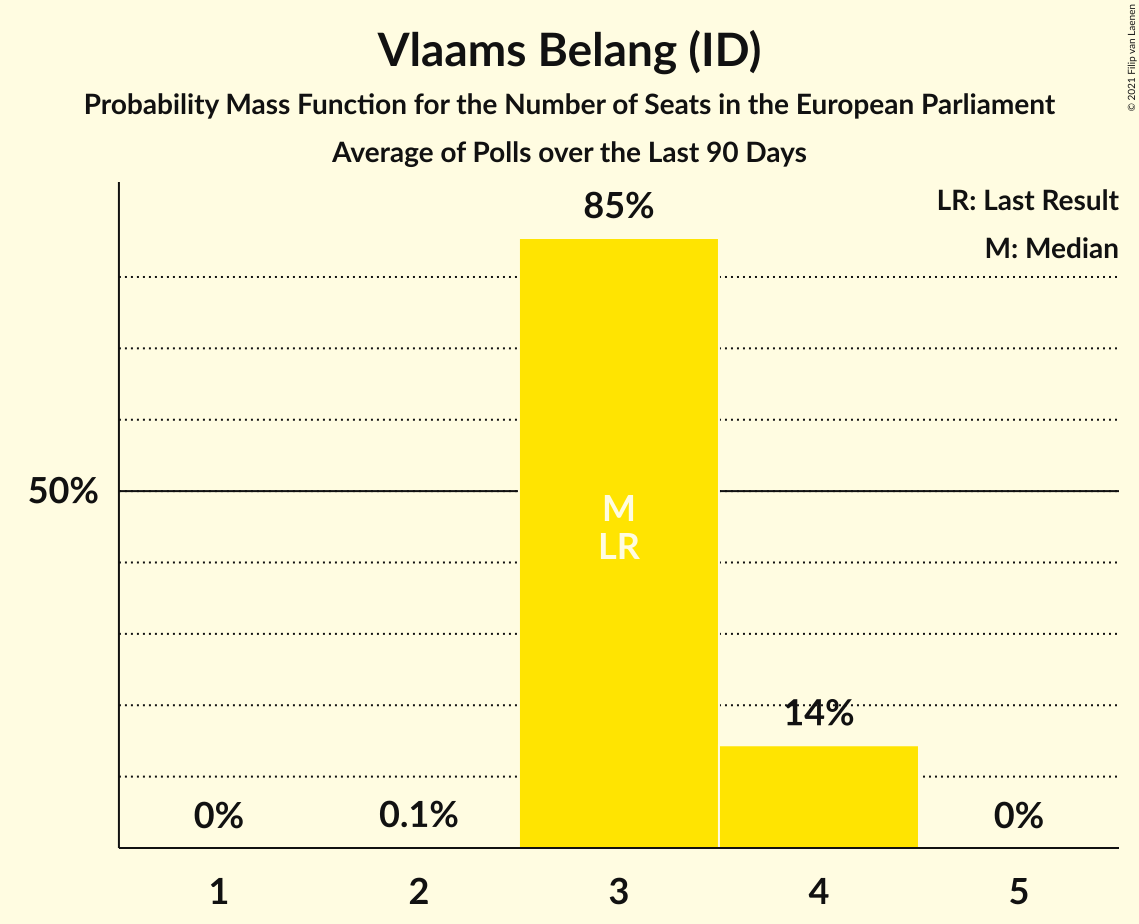 Vlaams Belang (ID)
Probability Mass Function for the Number of Seats in the European Parliament
Average of Polls over the Last 90 Days
© 2021 Filip van Laenen
LR: Last Result
M: Median
85%
50%
M
LR
14%
0%
0.1%
0%
1
2
3
4
5